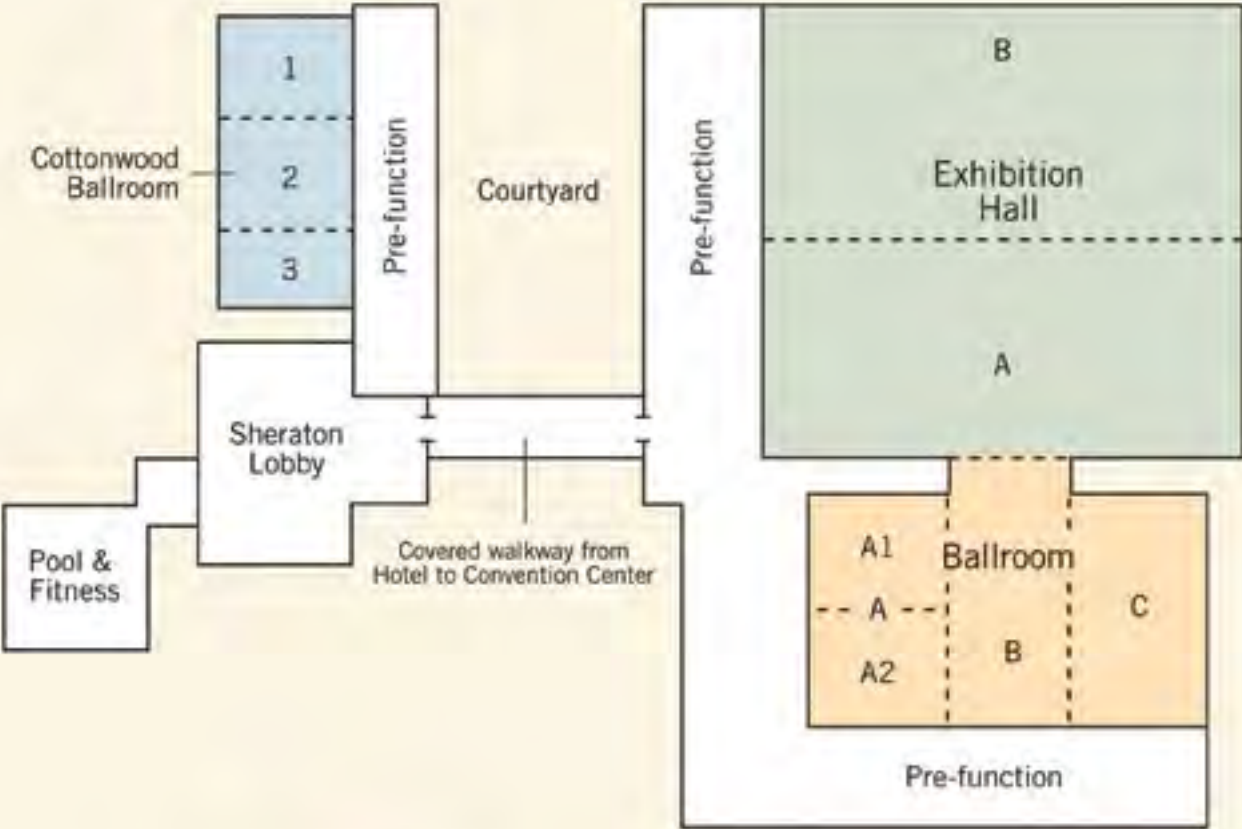 1
Cottonwood
Ballroom
2
3
Pre-function
Courtyard
Pre-function
B
Exhibition
Hall
A
Sheraton
Lobby
Pool &
Fitness
Covered walkway from
Hotel to Convention Center
A1
Ballroom
A
C
B
A2
Pre-function